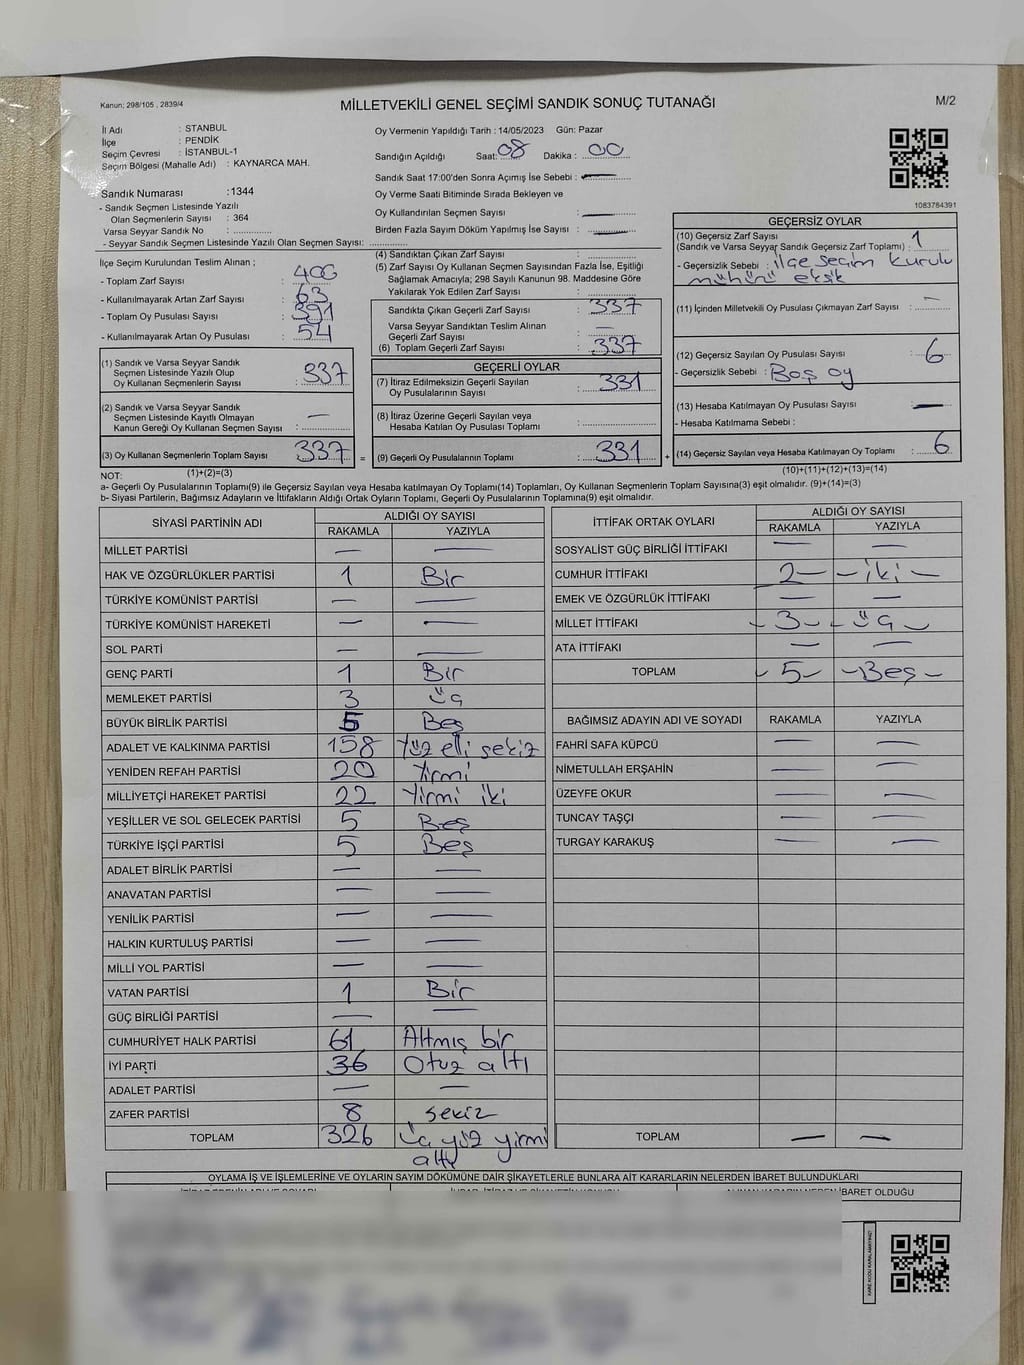 Kanun; 298/105 , 2839/4
MİLLETVEKİLİ GENEL SEÇİMİ SANDIK SONUÇ TUTANAĞI
M/2
İl Adı : STANBUL
İlçe : PENDİK
Seçim Çevresi : İSTANBUL-1
Seçim Bölgesi (Mahalle Adı) : KAYNARCA MAH.
Sandık Numarası :1344
- Sandık Seçmen Listesinde Yazılı
Olan Seçmenlerin Sayısı : 364
Varsa Seyyar Sandık No : ..............
- Seyyar Sandık Seçmen Listesinde Yazılı Olan Seçmen Sayısı: ..............
Oy Vermenin Yapıldığı Tarih : 14/05/2023 Gün: Pazar
Sandığın Açıldığı Saat: 08 Dakika : 00
Sandık Saat 17:00'den Sonra Açımış İse Sebebi : —
Oy Verme Saati Bitiminde Sırada Bekleyen ve
Oy Kullandırılan Seçmen Sayısı : —
Birden Fazla Sayım Döküm Yapılmış İse Sayısı : —
1083784391
İlçe Seçim Kurulundan Teslim Alınan ;
- Toplam Zarf Sayısı : 400
- Kullanılmayarak Artan Zarf Sayısı : 63
- Toplam Oy Pusulası Sayısı : 391
- Kullanılmayarak Artan Oy Pusulası : 54
(4) Sandıktan Çıkan Zarf Sayısı : ..............
(5) Zarf Sayısı Oy Kullanan Seçmen Sayısından Fazla İse, Eşitliği
Sağlamak Amacıyla; 298 Sayılı Kanunun 98. Maddesine Göre
Yakılarak Yok Edilen Zarf Sayısı : ..............
Sandıkta Çıkan Geçerli Zarf Sayısı : 337
Varsa Seyyar Sandıktan Teslim Alınan
Geçerli Zarf Sayısı : —
(6) Toplam Geçerli Zarf Sayısı : 337
GEÇERSİZ OYLAR
(10) Geçersiz Zarf Sayısı
(Sandık ve Varsa Seyyar Sandık Geçersiz Zarf Toplamı) : 1
- Geçersizlik Sebebi : ilçe seçim kurulu
mührü eksik
(11) İçinden Milletvekili Oy Pusulası Çıkmayan Zarf Sayısı : —
(12) Geçersiz Sayılan Oy Pusulası Sayısı : 6
- Geçersizlik Sebebi : Boş oy
(13) Hesaba Katılmayan Oy Pusulası Sayısı : —
- Hesaba Katılmama Sebebi :
(14) Geçersiz Sayılan veya Hesaba Katılmayan Oy Toplamı : 6
(1) Sandık ve Varsa Seyyar Sandık
Seçmen Listesinde Yazılı Olup
Oy Kullanan Seçmenlerin Sayısı : 337
(2) Sandık ve Varsa Seyyar Sandık
Seçmen Listesinde Kayıtlı Olmayan
Kanun Gereği Oy Kullanan Seçmen Sayısı : —
(3) Oy Kullanan Seçmenlerin Toplam Sayısı : 337 =
GEÇERLİ OYLAR
(7) İtiraz Edilmeksizin Geçerli Sayılan
Oy Pusulalarının Sayısı : 331
(8) İtiraz Üzerine Geçerli Sayılan veya
Hesaba Katılan Oy Pusulası Toplamı : ..............
(9) Geçerli Oy Pusulalarının Toplamı : 331 +
(1)+(2)=(3)
(10)+(11)+(12)+(13)=(14)
NOT:
a- Geçerli Oy Pusulalarının Toplamı(9) ile Geçersiz Sayılan veya Hesaba katılmayan Oy Toplamı(14) Toplamları, Oy Kullanan Seçmenlerin Toplam Sayısına(3) eşit olmalıdır. (9)+(14)=(3)
b- Siyasi Partilerin, Bağımsız Adayların ve İttifakların Aldığı Ortak Oyların Toplamı, Geçerli Oy Pusulalarının Toplamına(9) eşit olmalıdır.
SİYASİ PARTİNİN ADI ALDIĞI OY SAYISI
RAKAMLA YAZIYLA
MİLLET PARTİSİ — —
HAK VE ÖZGÜRLÜKLER PARTİSİ 1 Bir
TÜRKİYE KOMÜNİST PARTİSİ — —
TÜRKİYE KOMÜNİST HAREKETİ — —
SOL PARTİ — —
GENÇ PARTİ 1 Bir
MEMLEKET PARTİSİ 3 üç
BÜYÜK BİRLİK PARTİSİ 5 Beş
ADALET VE KALKINMA PARTİSİ 158 Yüz elli sekiz
YENİDEN REFAH PARTİSİ 20 Yirmi
MİLLİYETÇİ HAREKET PARTİSİ 22 Yirmi iki
YEŞİLLER VE SOL GELECEK PARTİSİ 5 Beş
TÜRKİYE İŞÇİ PARTİSİ 5 Beş
ADALET BİRLİK PARTİSİ — —
ANAVATAN PARTİSİ — —
YENİLİK PARTİSİ — —
HALKIN KURTULUŞ PARTİSİ — —
MİLLİ YOL PARTİSİ — —
VATAN PARTİSİ 1 Bir
GÜÇ BİRLİĞİ PARTİSİ — —
CUMHURİYET HALK PARTİSİ 61 Altmış bir
İYİ PARTİ 36 Otuz altı
ADALET PARTİSİ — —
ZAFER PARTİSİ 8 sekiz
TOPLAM 326 üç yüz yirmi
altı
İTTİFAK ORTAK OYLARI ALDIĞI OY SAYISI
RAKAMLA YAZIYLA
SOSYALİST GÜÇ BİRLİĞİ İTTİFAKI — —
CUMHUR İTTİFAKI 2 — — iki —
EMEK VE ÖZGÜRLÜK İTTİFAKI — —
MİLLET İTTİFAKI - 3 - - üç -
ATA İTTİFAKI — —
TOPLAM - 5 - - Beş -
BAĞIMSIZ ADAYIN ADI VE SOYADI RAKAMLA YAZIYLA
FAHRİ SAFA KÜPCÜ — —
NİMETULLAH ERŞAHİN — —
ÜZEYFE OKUR — —
TUNCAY TAŞÇI — —
TURGAY KARAKUŞ — —
TOPLAM — —
OYLAMA İŞ VE İŞLEMLERİNE VE OYLARIN SAYIM DÖKÜMÜNE DAİR ŞİKAYETLERLE BUNLARA AİT KARARLARIN NELERDEN İBARET BULUNDUKLARI
İBARET OLDUĞU
KARE KODU KARALAMAYINIZ!